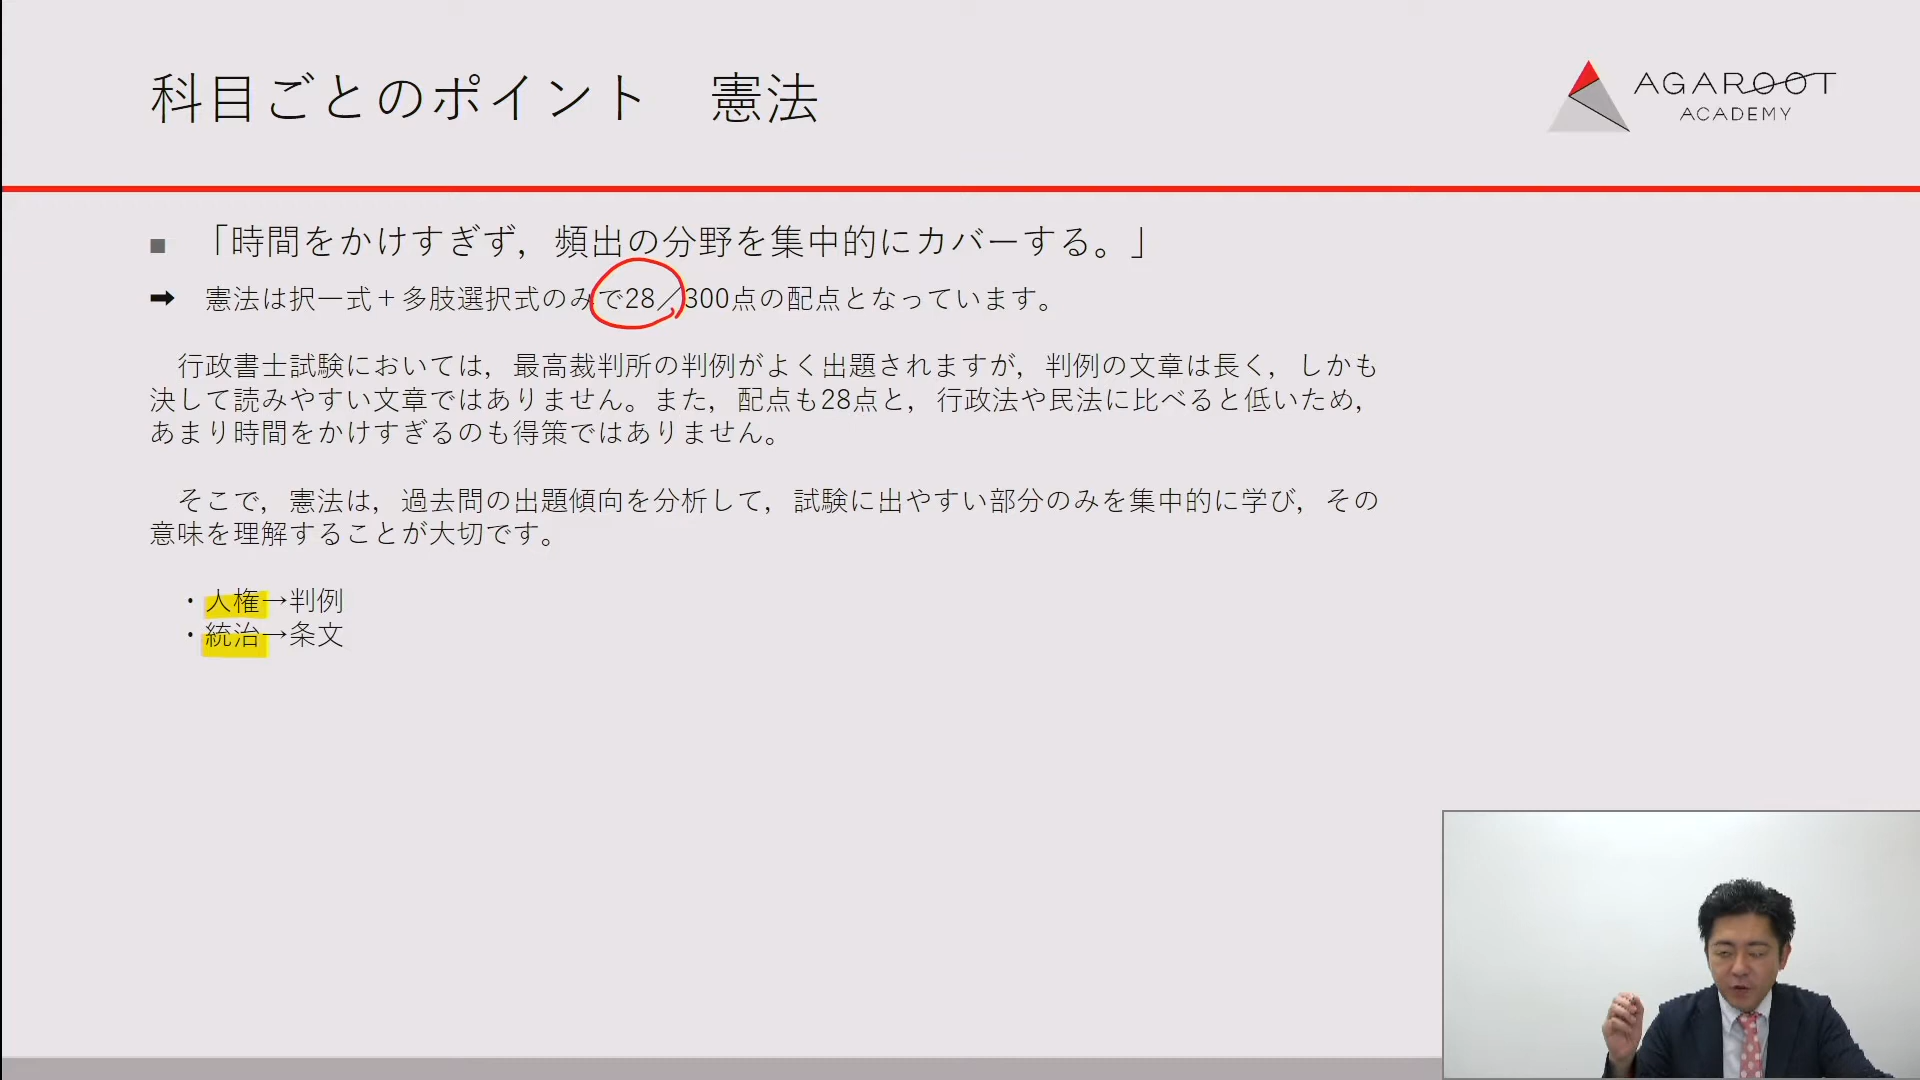 科目ごとのポイント　憲法
AGAROOT
ACADEMY
■ 「時間をかけすぎず，頻出の分野を集中的にカバーする。」
➡ 憲法は択一式＋多肢選択式のみで28／300点の配点となっています。
行政書士試験においては，最高裁判所の判例がよく出題されますが，判例の文章は長く，しかも
決して読みやすい文章ではありません。また，配点も28点と，行政法や民法に比べると低いため，
あまり時間をかけすぎるのも得策ではありません。
そこで，憲法は，過去問の出題傾向を分析して，試験に出やすい部分のみを集中的に学び，その
意味を理解することが大切です。
・人権→判例
・統治→条文